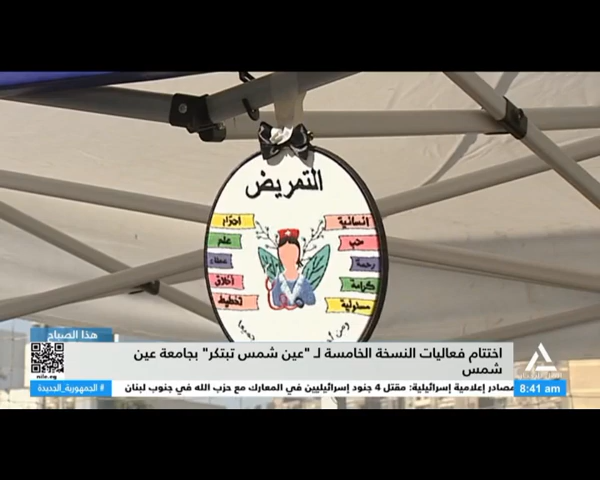 التمريض
إنسانية
احترام
حب
علم
رحمة
عطاء
كرامة
أخلاق
مسئولية
تخطيط
هذا الصباح
nile.eg
اختتام فعاليات النسخة الخامسة لـ "عين شمس تبتكر" بجامعة عين
شمس
#الجمهورية_الجديدة
مصادر إعلامية إسرائيلية: مقتل 4 جنود إسرائيليين في المعارك مع حزب الله في جنوب لبنان
8:41 am